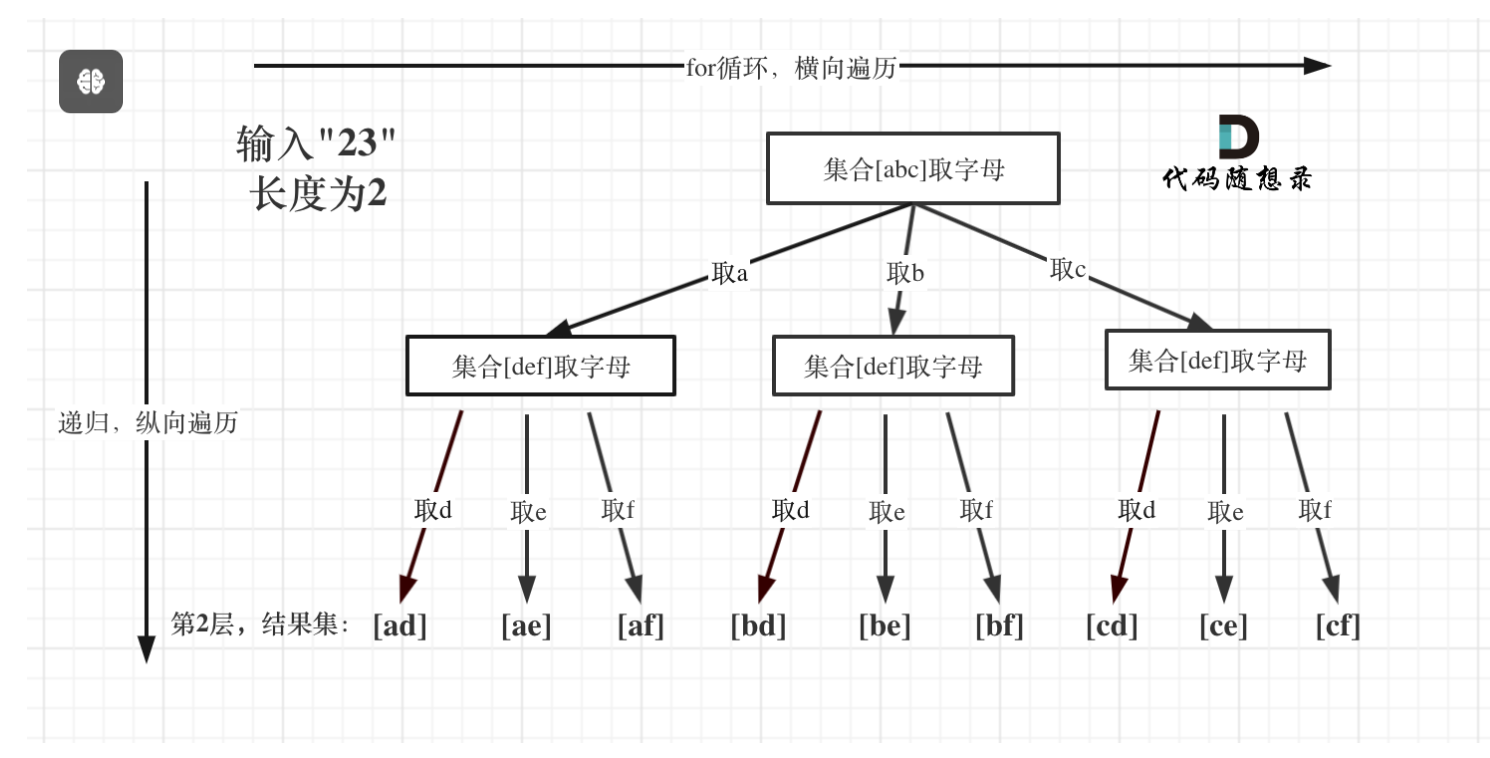 for循环，横向遍历
输入"23"
长度为2
代码随想录
集合[abc]取字母
取a 取b 取c
集合[def]取字母 集合[def]取字母 集合[def]取字母
递归，纵向遍历
取d 取e 取f 取d 取e 取f 取d 取e 取f
第2层，结果集： [ad] [ae] [af] [bd] [be] [bf] [cd] [ce] [cf]